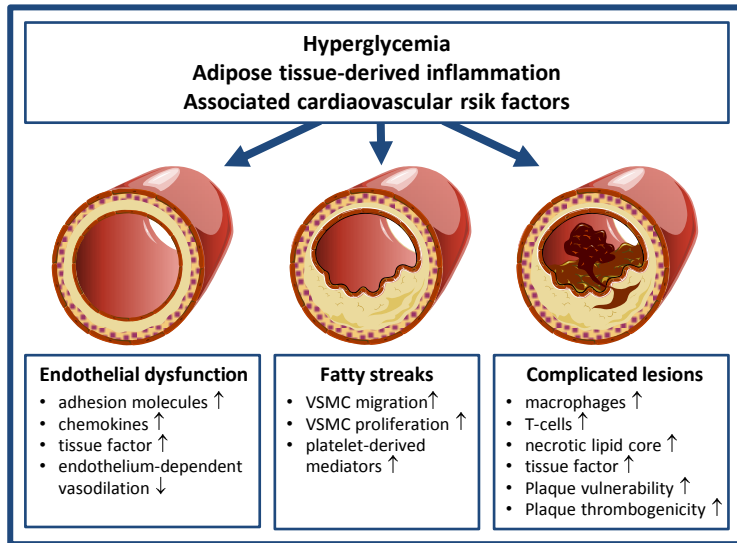 Hyperglycemia
Adipose tissue-derived inflammation
Associated cardiaovascular rsik factors
Endothelial dysfunction
• adhesion molecules ↑
• chemokines ↑
• tissue factor ↑
• endothelium-dependent
vasodilation ↓
Fatty streaks
• VSMC migration↑
• VSMC proliferation ↑
• platelet-derived
mediators ↑
Complicated lesions
• macrophages ↑
• T-cells ↑
• necrotic lipid core ↑
• tissue factor ↑
• Plaque vulnerability ↑
• Plaque thrombogenicity ↑